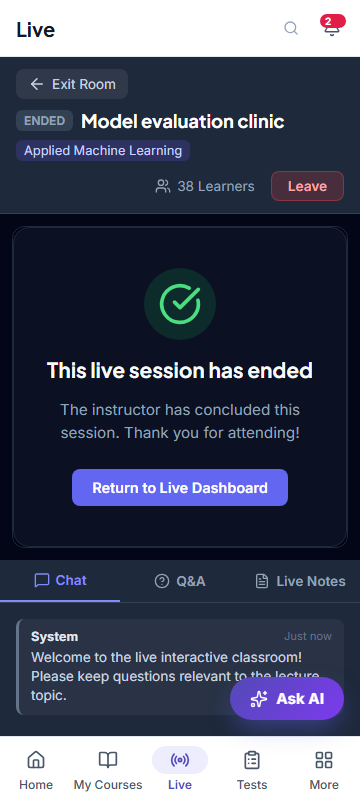 Live
2
Exit Room
ENDED Model evaluation clinic
Applied Machine Learning
38 Learners
Leave
This live session has ended
The instructor has concluded this
session. Thank you for attending!
Return to Live Dashboard
Chat
Q&A
Live Notes
System
Just now
Welcome to the live interactive classroom!
Please keep questions relevant to the lecture
topic.
Ask AI
Home
My Courses
Live
Tests
More